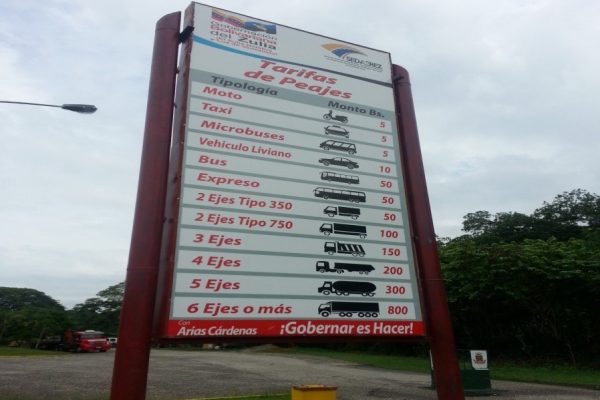 Gobernación
Bolivariana
del Zulia
SEDATREZ
Tarifas
de Peajes
Tipología Monto Bs.
Moto 5
Taxi 5
Microbuses 5
Vehículo Liviano 10
Bus 50
Expreso 50
2 Ejes Tipo 350 50
2 Ejes Tipo 750 100
3 Ejes 150
4 Ejes 200
5 Ejes 300
6 Ejes o más 800
Con
Arias Cárdenas ¡Gobernar es Hacer!